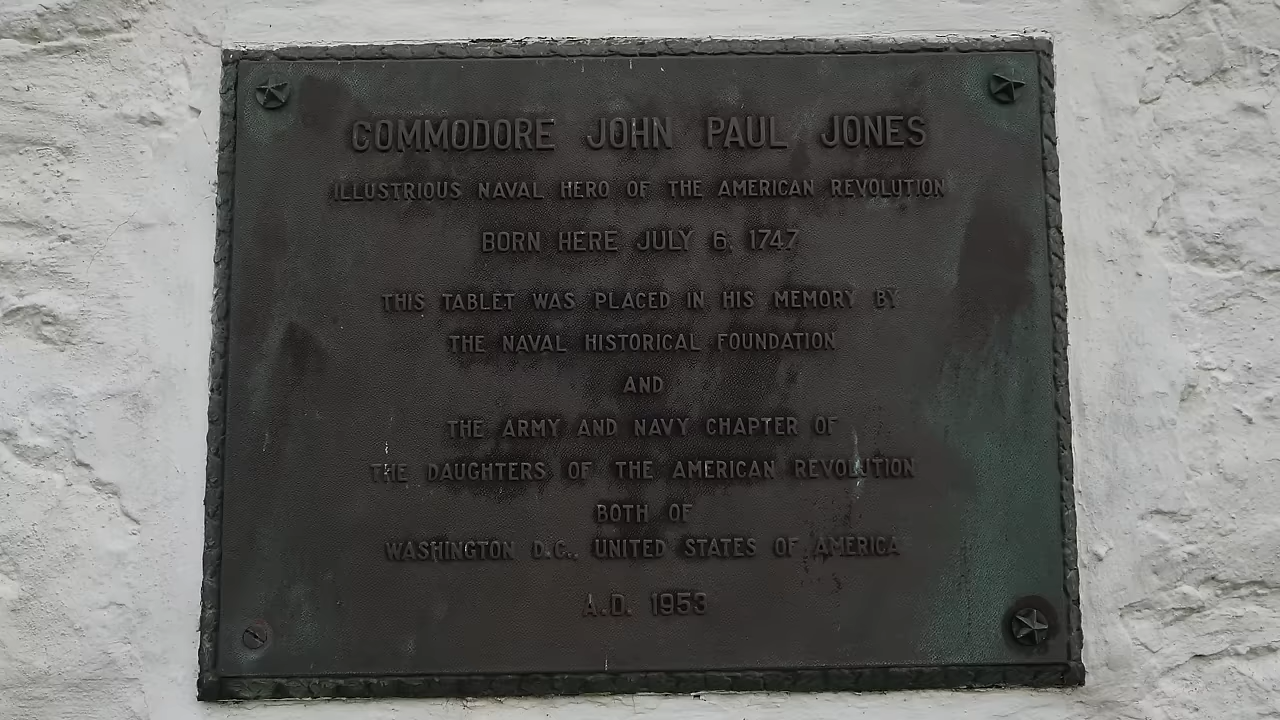 COMMODORE JOHN PAUL JONES
ILLUSTRIOUS NAVAL HERO OF THE AMERICAN REVOLUTION
BORN HERE JULY 6, 1747
THIS TABLET WAS PLACED IN HIS MEMORY BY
THE NAVAL HISTORICAL FOUNDATION
AND
THE ARMY AND NAVY CHAPTER OF
THE DAUGHTERS OF THE AMERICAN REVOLUTION
BOTH OF
WASHINGTON D.C., UNITED STATES OF AMERICA
A.D. 1953